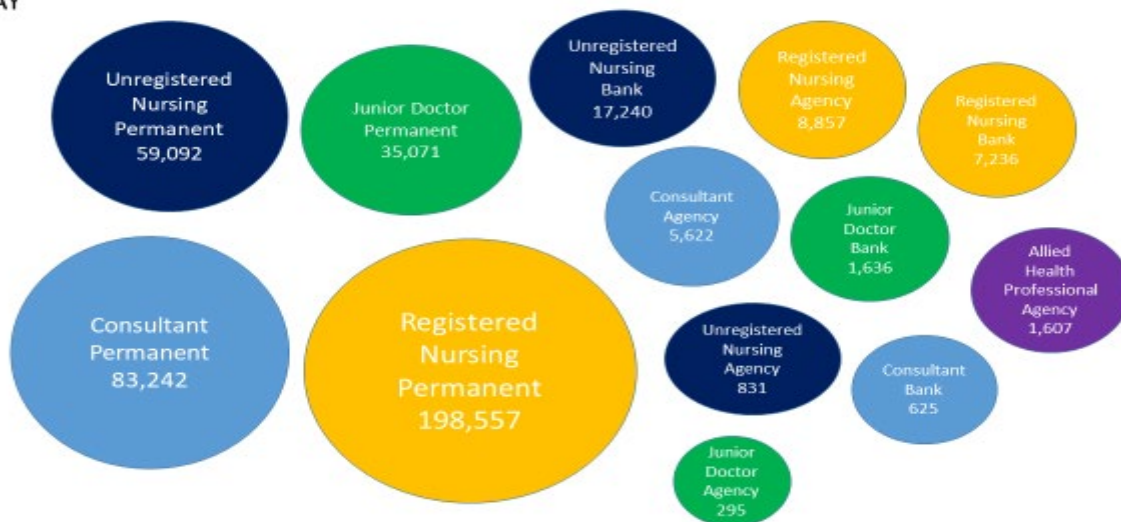 Unregistered
Nursing
Permanent
59,092
Junior Doctor
Permanent
35,071
Unregistered
Nursing
Bank
17,240
Registered
Nursing
Agency
8,857
Registered
Nursing
Bank
7,236
Consultant
Agency
5,622
Junior
Doctor
Bank
1,636
Allied
Health
Professional
Agency
1,607
Consultant
Permanent
83,242
Registered
Nursing
Permanent
198,557
Unregistered
Nursing
Agency
831
Consultant
Bank
625
Junior
Doctor
Agency
295